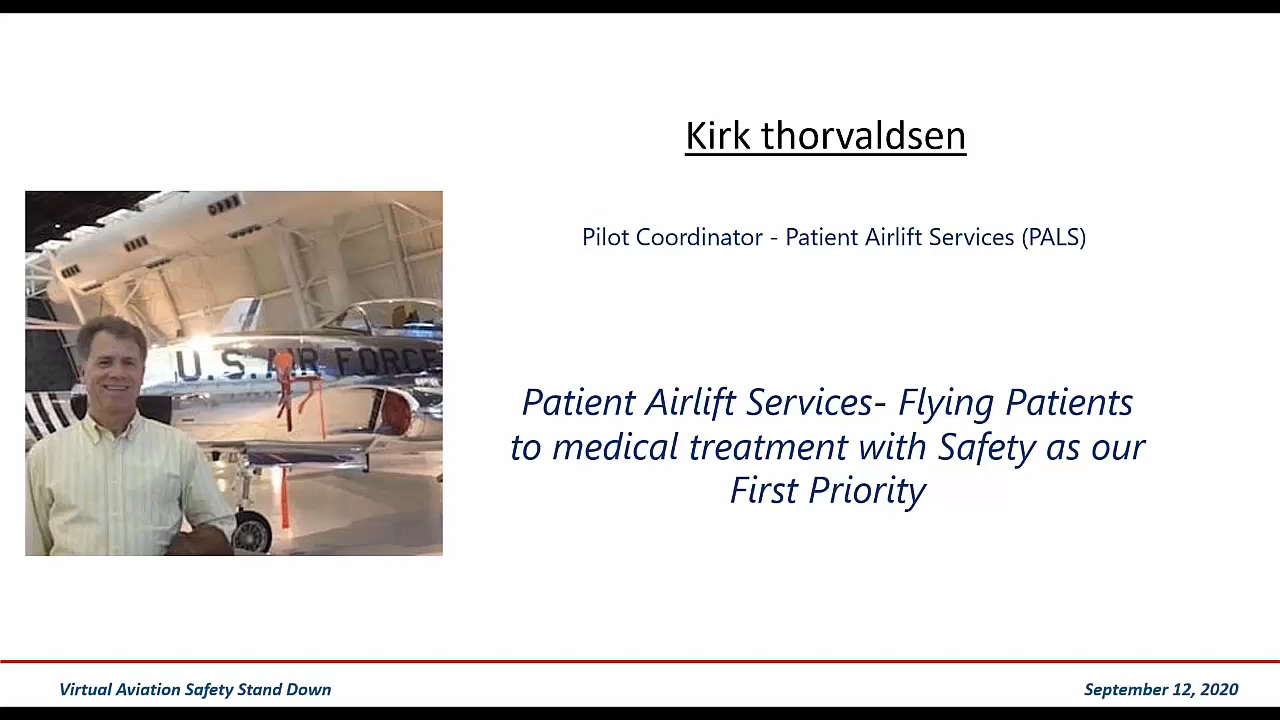 Kirk thorvaldsen
Pilot Coordinator - Patient Airlift Services (PALS)
U.S. AIR FORCE
Patient Airlift Services- Flying Patients
to medical treatment with Safety as our
First Priority
Virtual Aviation Safety Stand Down
September 12, 2020